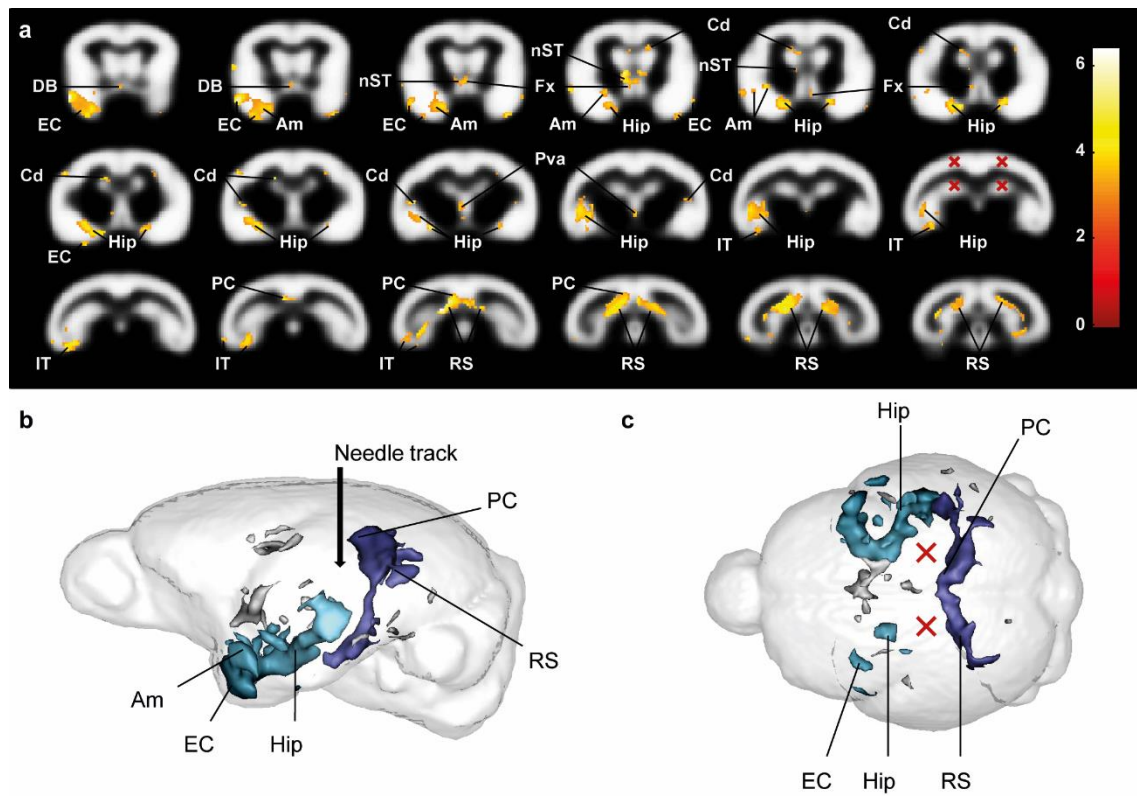 a
Cd Cd
nST
nST
DB DB nST Fx Fx
EC EC Am EC Am Am Hip EC Am Hip Hip
Pva
Cd Cd Cd
Hip Hip Hip Hip IT Hip IT Hip
EC
PC PC
IT IT IT RS RS RS RS
6
4
2
0
b
Needle track
PC
RS
Am
EC
Hip
c
Hip
PC
EC Hip RS